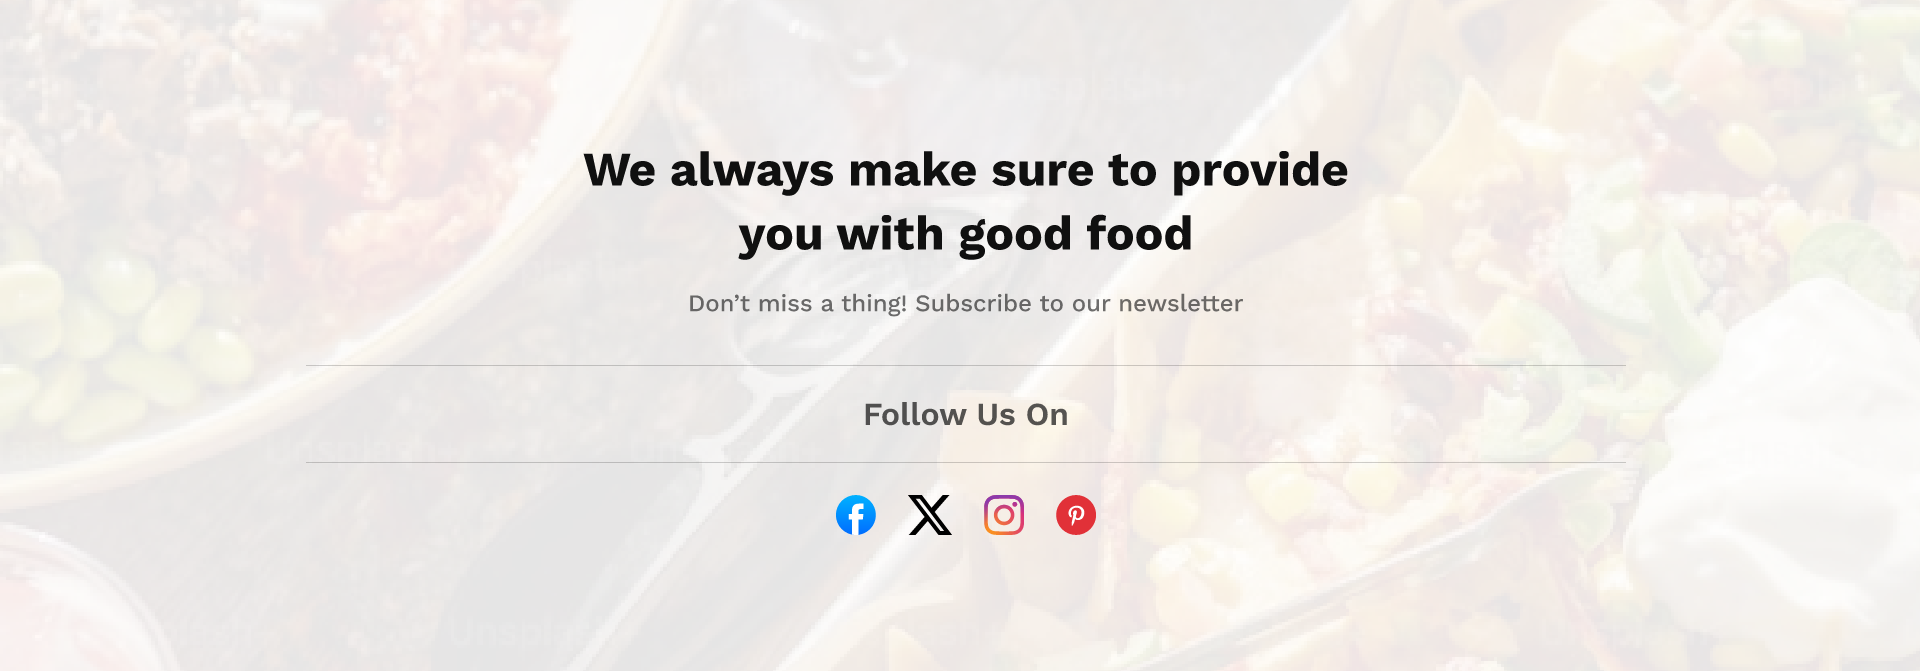 We always make sure to provide
you with good food
Don’t miss a thing! Subscribe to our newsletter
Follow Us On